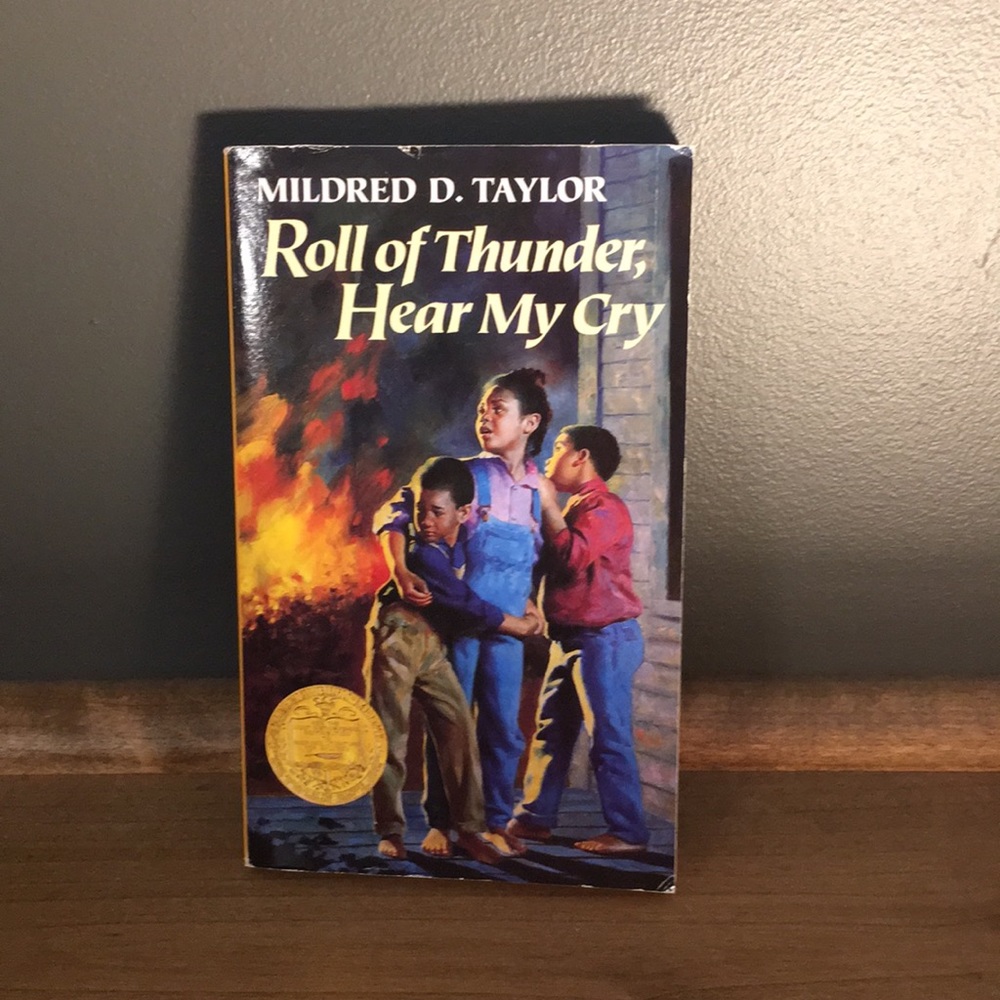 MILDRED D. TAYLOR
Roll of Thunder,
Hear My Cry